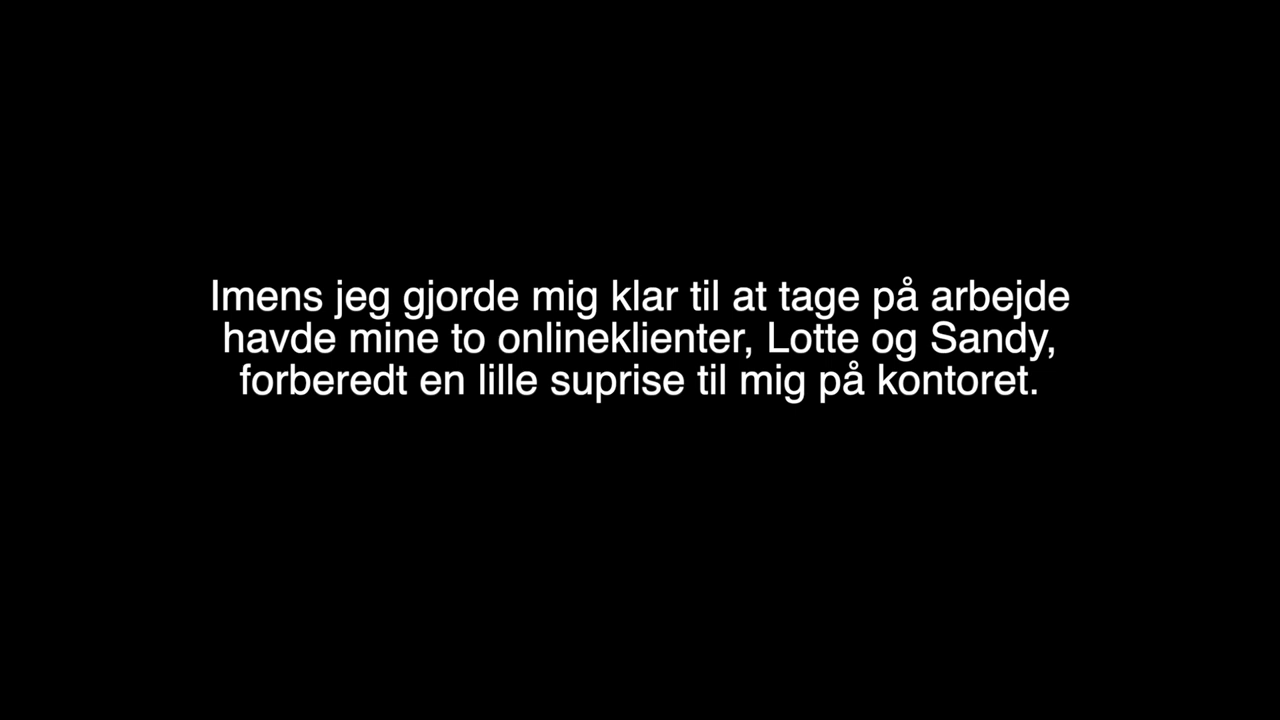 Imens jeg gjorde mig klar til at tage på arbejde
havde mine to onlineklienter, Lotte og Sandy,
forberedt en lille suprise til mig på kontoret.